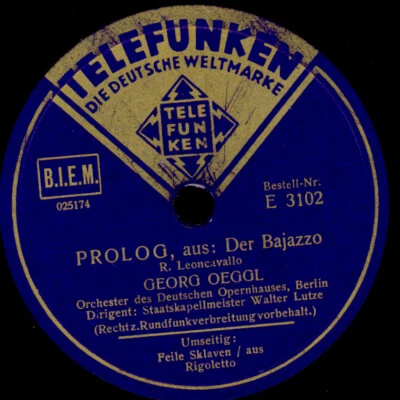 TELEFUNKEN
DIE DEUTSCHE WELTMARKE
TELE
FUN
KEN
B.I.E.M.
025174
Bestell-Nr.
E 3102
PROLOG, aus: Der Bajazzo
R. Leoncavallo
GEORG OEGGL
Orchester des Deutschen Opernhauses, Berlin
Dirigent: Staatskapellmeister Walter Lutze
(Rechtz.Rundfunkverbreitung vorbehalt.)
Umseitig:
Feile Sklaven / aus
Rigoletto